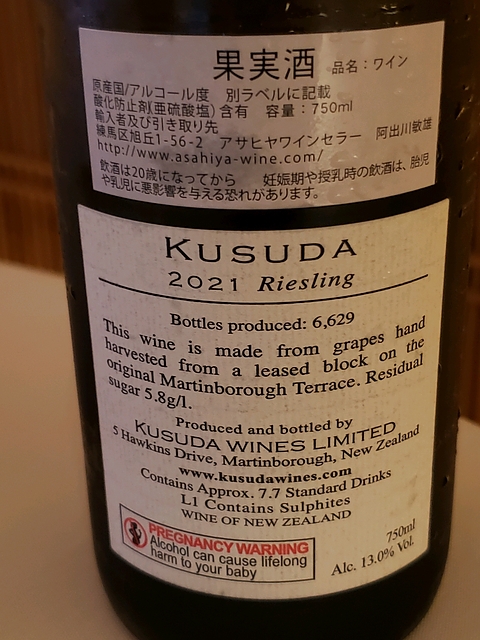 果実酒 品名：ワイン
原産国/アルコール度　別ラベルに記載
酸化防止剤(亜硫酸塩)含有　容量：750ml
輸入者及び引き取り先
練馬区旭丘1-56-2　アサヒヤワインセラー　阿出川敏雄
http://www.asahiya-wine.com/
飲酒は20歳になってから　妊娠期や授乳時の飲酒は、胎児
や乳児に悪影響を与える恐れがあります。
KUSUDA
2021 Riesling
Bottles produced: 6,629
This wine is made from grapes hand
harvested from a leased block on the
original Martinborough Terrace. Residual
sugar 5.8g/l.
Produced and bottled by
KUSUDA WINES LIMITED
5 Hawkins Drive, Martinborough, New Zealand
www.kusudawines.com
Contains Approx. 7.7 Standard Drinks
L1 Contains Sulphites
WINE OF NEW ZEALAND
PREGNANCY WARNING
Alcohol can cause lifelong
harm to your baby
750ml
Alc. 13.0% Vol.